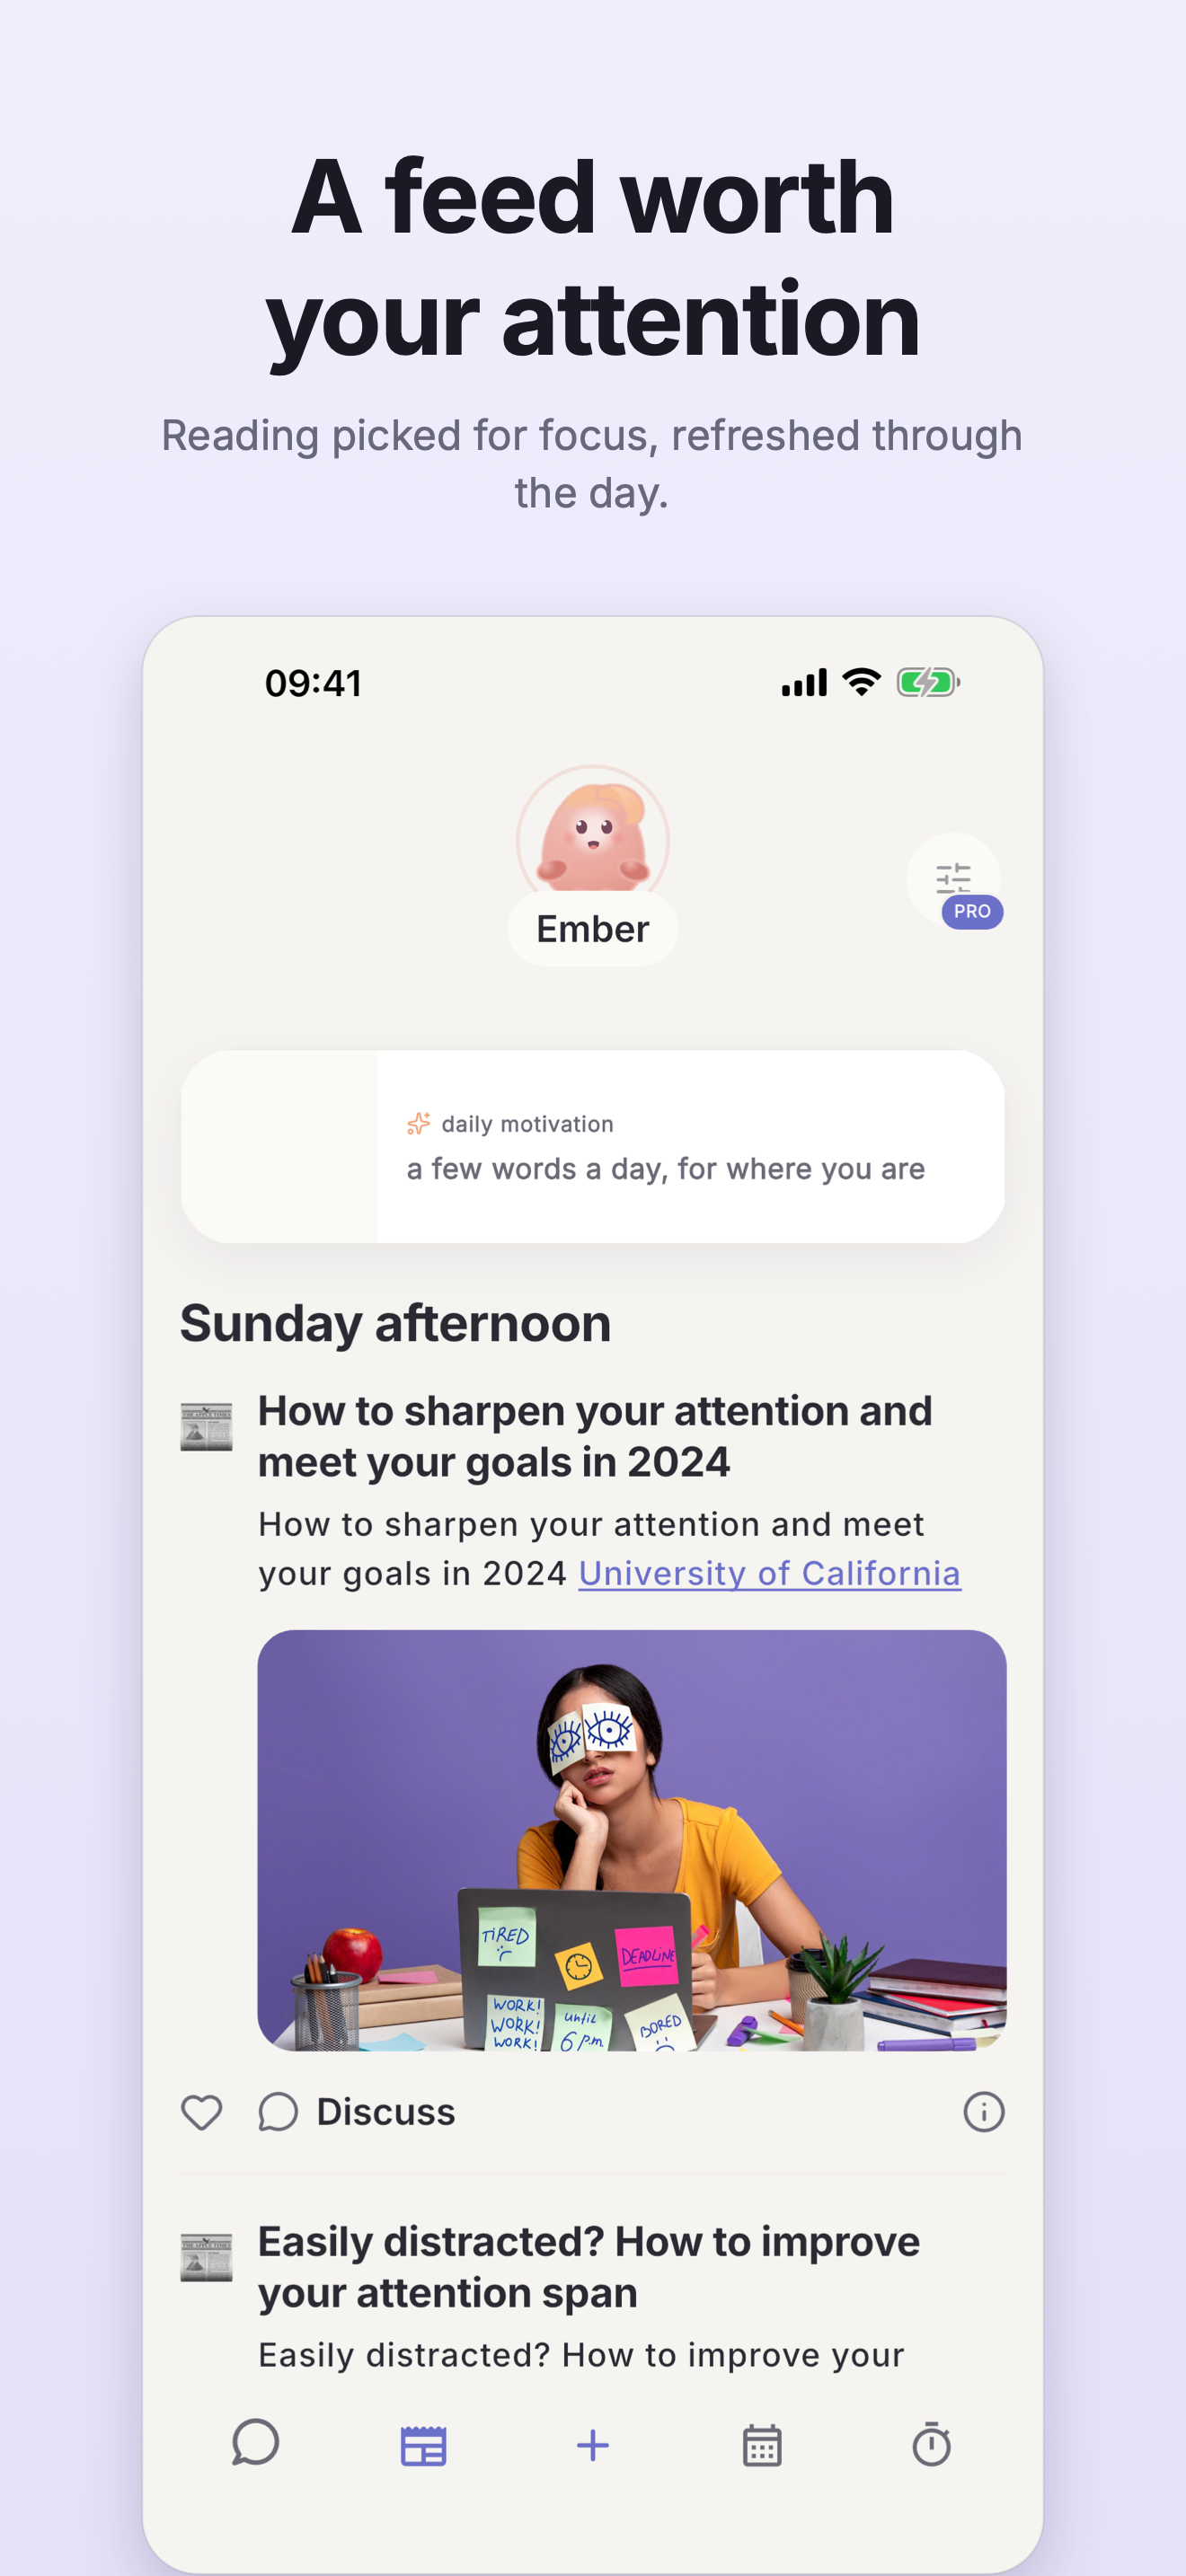 A feed worth
your attention
Reading picked for focus, refreshed through
the day.
09:41
Ember
PRO
daily motivation
a few words a day, for where you are
Sunday afternoon
How to sharpen your attention and
meet your goals in 2024
How to sharpen your attention and meet
your goals in 2024 University of California
TiRED
DEADLINE
WORK!
WORK!
WORK!
until
6 p.m
BORED
Discuss
Easily distracted? How to improve
your attention span
Easily distracted? How to improve your